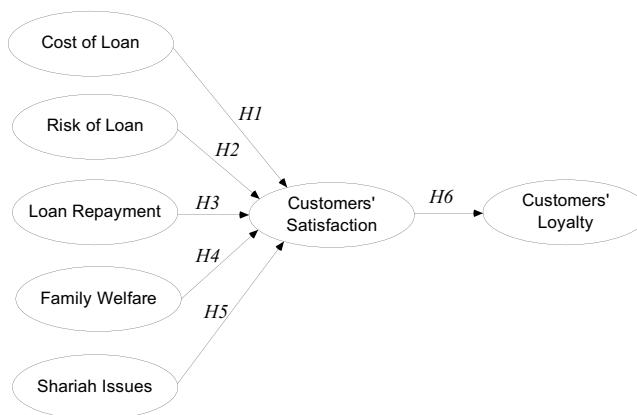 Cost of Loan
H1
Risk of Loan
H2
Loan Repayment
H3
Customers'
Satisfaction
H6
Customers'
Loyalty
H4
Family Welfare
H5
Shariah Issues